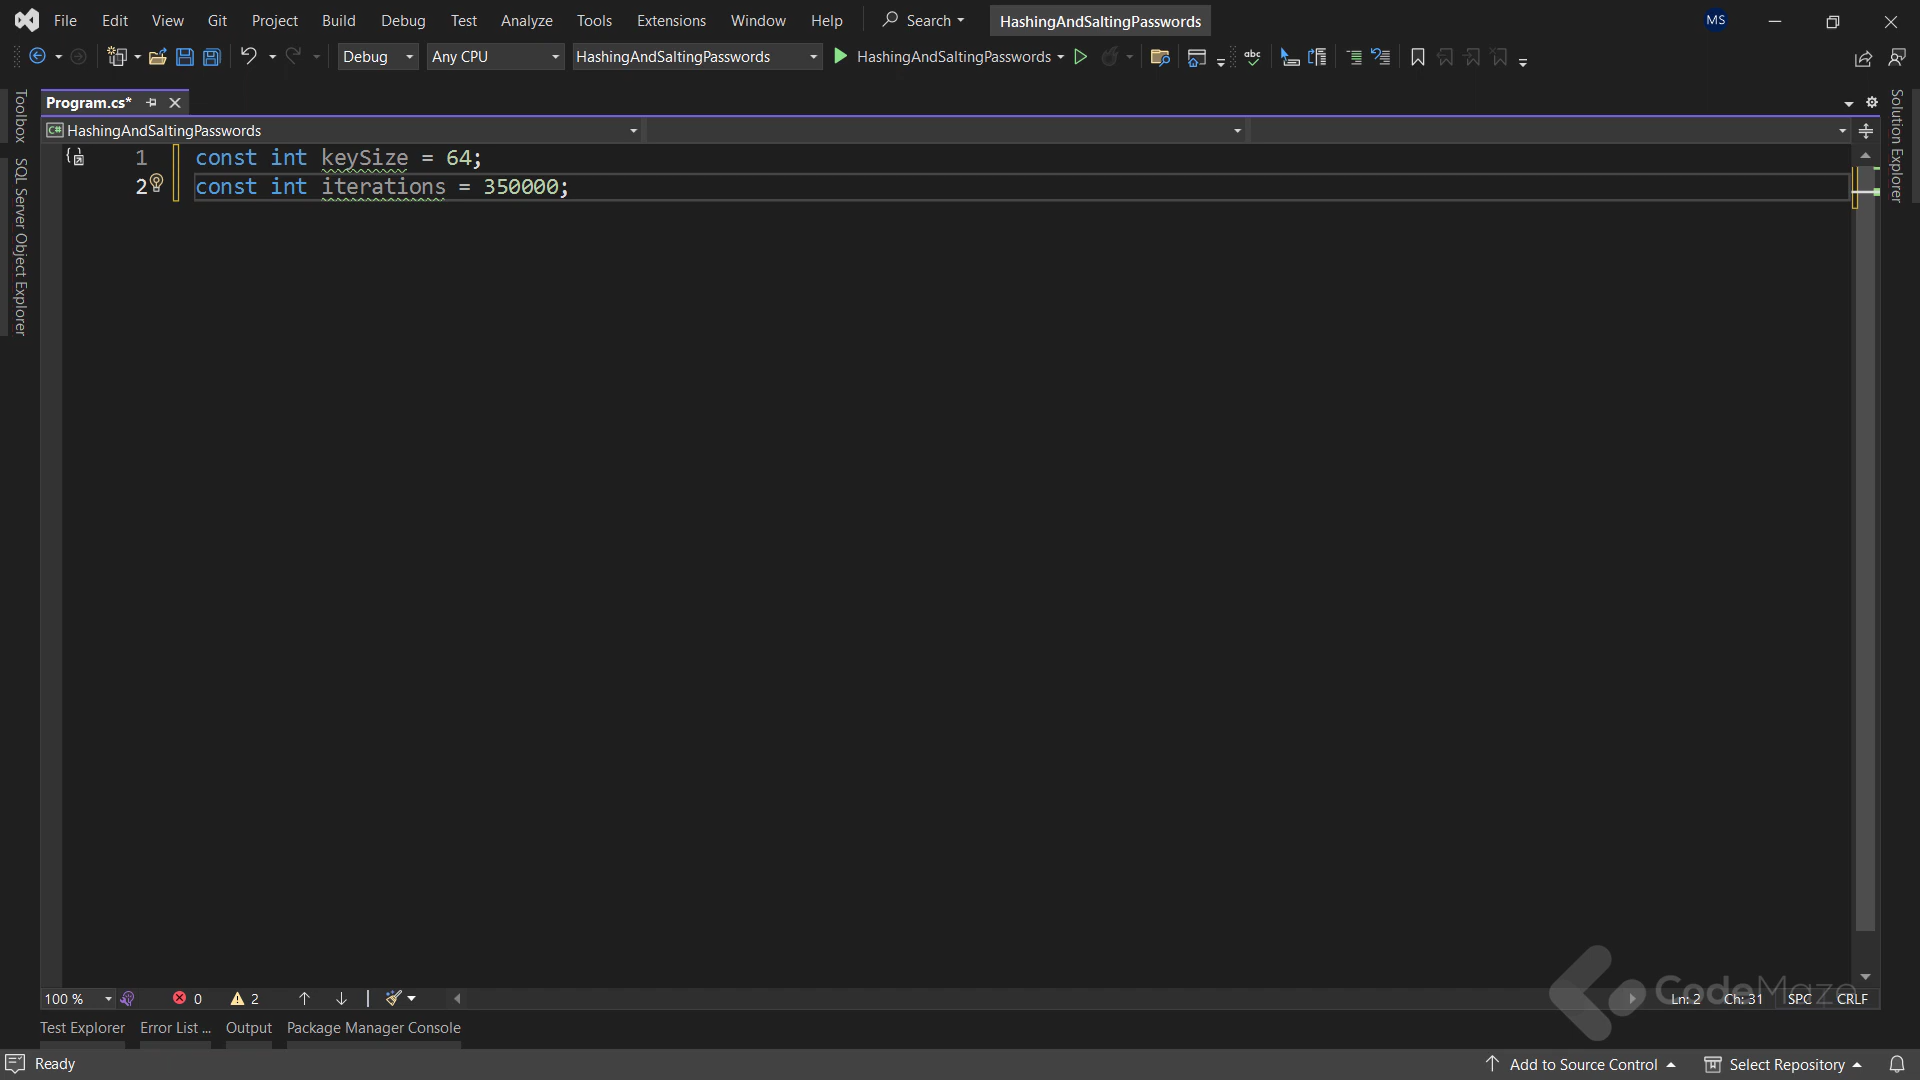 File Edit View Git Project Build Debug Test Analyze Tools Extensions Window Help Search HashingAndSaltingPasswords MS
Debug Any CPU HashingAndSaltingPasswords HashingAndSaltingPasswords abc
Toolbox
SQL Server Object Explorer
Program.cs*
C# HashingAndSaltingPasswords
1 const int keySize = 64;
2 const int iterations = 350000;
Solution Explorer
100 % 0 2 Ln: 2 Ch: 31 SPC CRLF
CodeMaze
Test Explorer Error List ... Output Package Manager Console
Ready Add to Source Control Select Repository